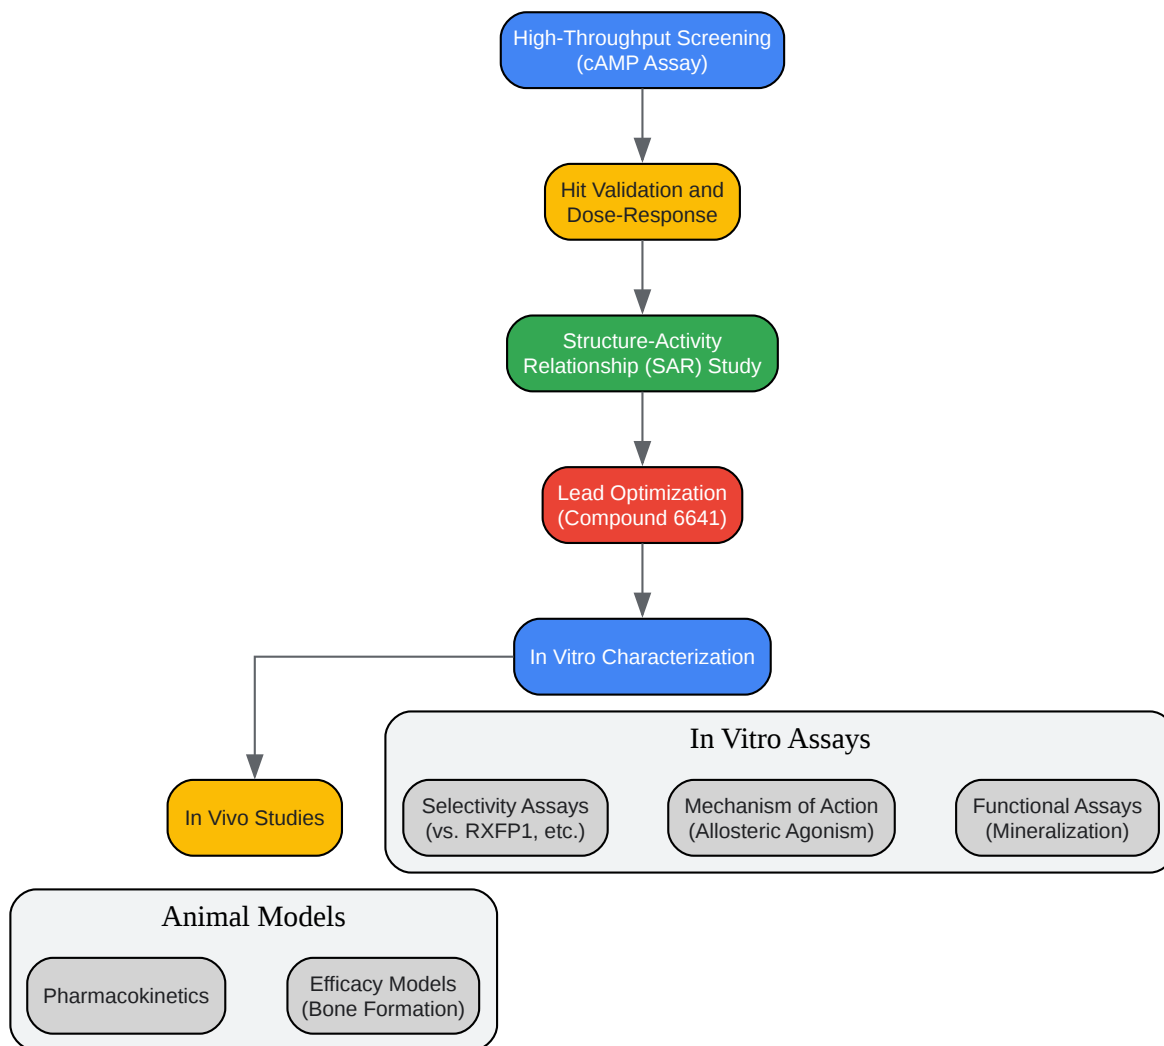 High-Throughput Screening
(cAMP Assay)
Hit Validation and
Dose-Response
Structure-Activity
Relationship (SAR) Study
Lead Optimization
(Compound 6641)
In Vitro Characterization
In Vitro Assays
In Vivo Studies
Selectivity Assays
(vs. RXFP1, etc.)
Mechanism of Action
(Allosteric Agonism)
Functional Assays
(Mineralization)
Animal Models
Pharmacokinetics
Efficacy Models
(Bone Formation)